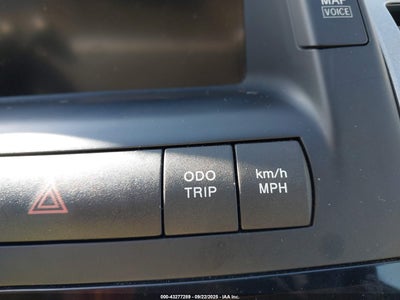 MAP
VOICE
ODO
TRIP
km/h
MPH
000-43277269 - 09/22/2025 - IAA Inc.